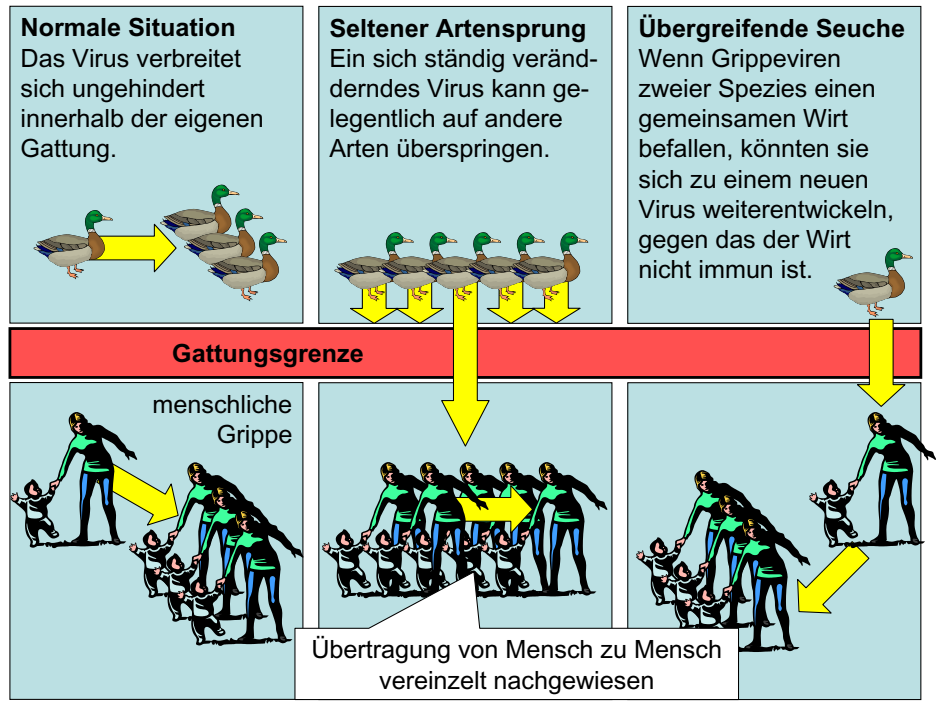 Normale Situation
Das Virus verbreitet
sich ungehindert
innerhalb der eigenen
Gattung.
Seltener Artensprung
Ein sich ständig verän-
derndes Virus kann ge-
legentlich auf andere
Arten überspringen.
Übergreifende Seuche
Wenn Grippeviren
zweier Spezies einen
gemeinsamen Wirt
befallen, könnten sie
sich zu einem neuen
Virus weiterentwickeln,
gegen das der Wirt
nicht immun ist.
Gattungsgrenze
menschliche
Grippe
Übertragung von Mensch zu Mensch
vereinzelt nachgewiesen